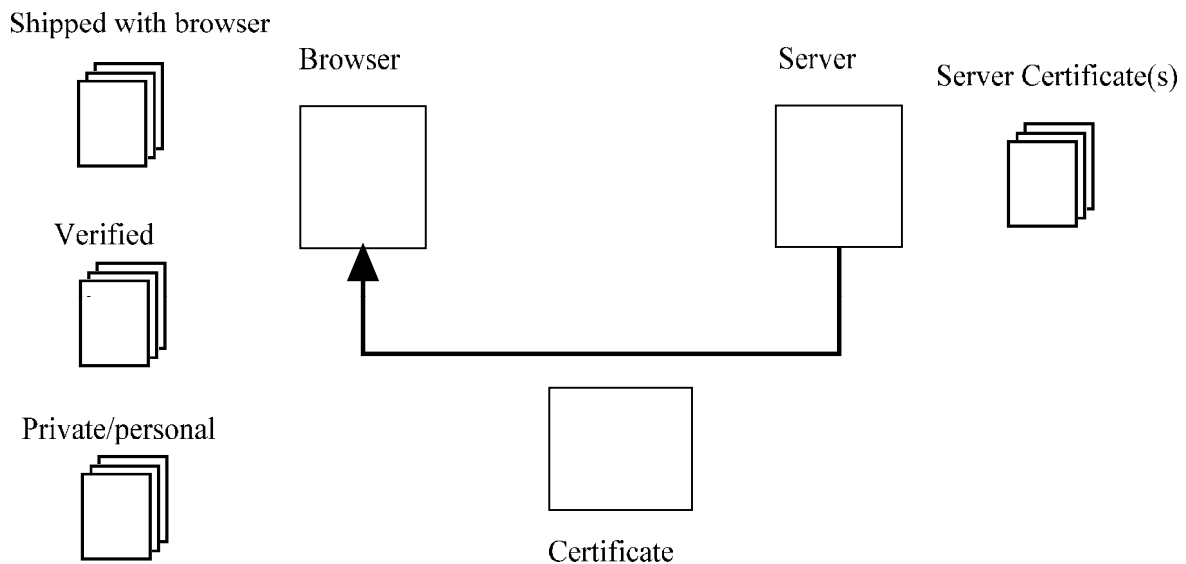 Shipped with browser
Browser
Server
Server Certificate(s)
Verified
Private/personal
Certificate